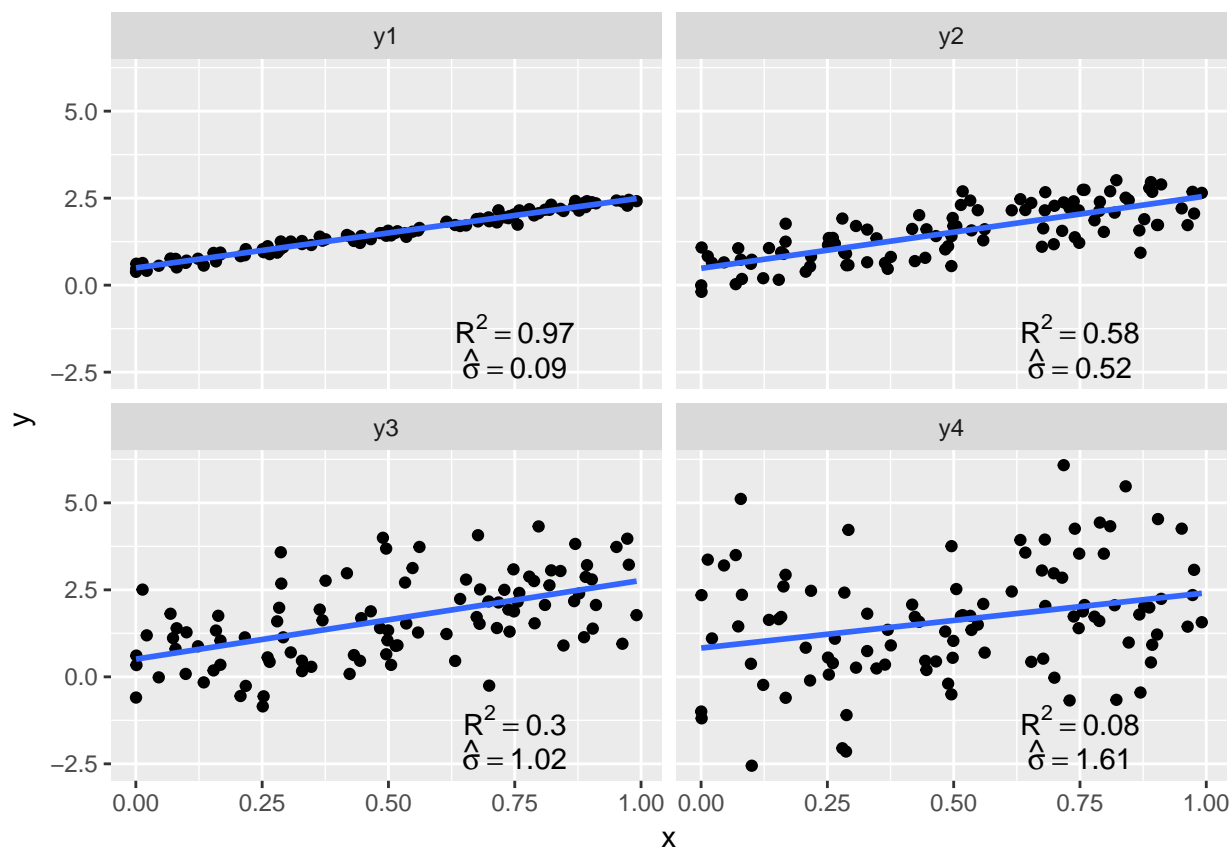 y1
y2
5.0
2.5
0.0
−2.5
R² = 0.97
σ̂ = 0.09
R² = 0.58
σ̂ = 0.52
y
y3
y4
5.0
2.5
0.0
−2.5
R² = 0.3
σ̂ = 1.02
R² = 0.08
σ̂ = 1.61
0.00 0.25 0.50 0.75 1.00
0.00 0.25 0.50 0.75 1.00
x